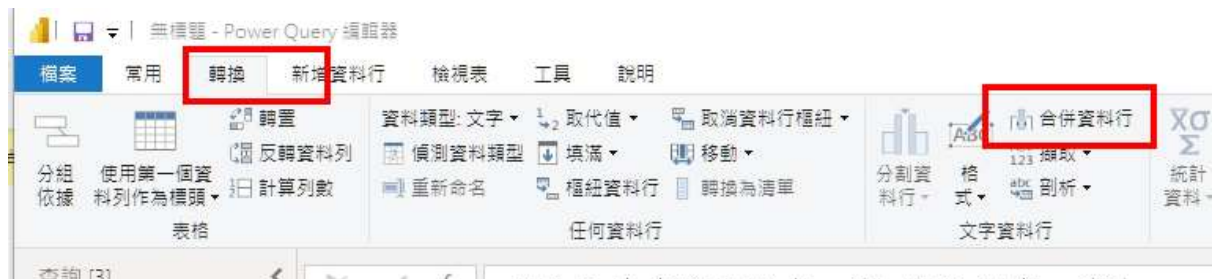 無標題 - Power Query 編輯器
檔案 常用 轉換 新增資料行 檢視表 工具 說明
分組依據
使用第一個資料列作為標頭
轉置
反轉資料列
計算列數
表格
資料類型: 文字
偵測資料類型
重新命名
取代值
填滿
樞紐資料行
取消資料行樞紐
移動
轉換為清單
任何資料行
分割資料行
ABC
格式
合併資料行
123 擷取
abc 剖析
文字資料行
統計資料
查詢 [3]